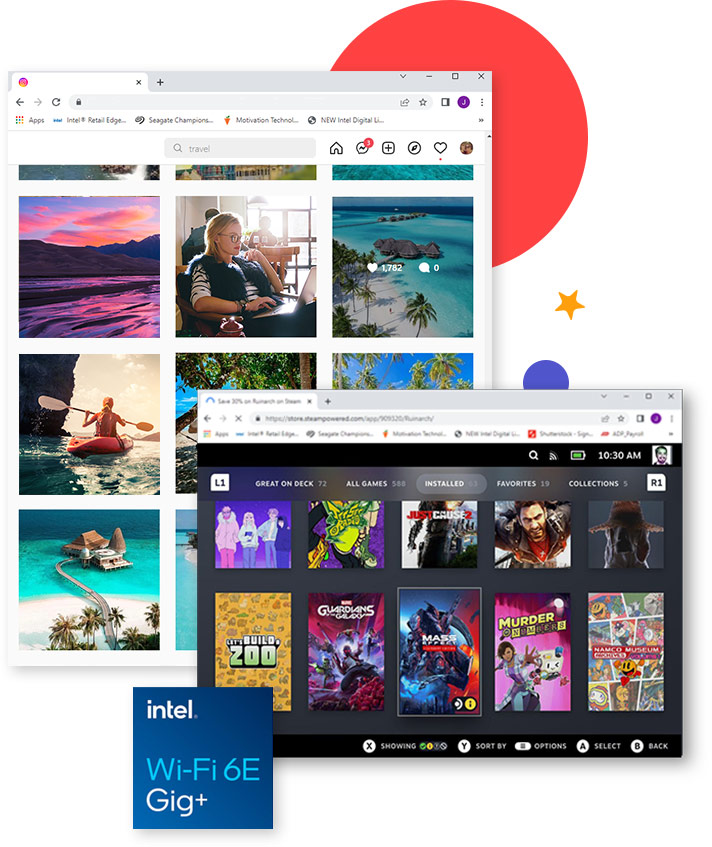 Apps
Intel® Retail Edge...
Seagate Champions...
Motivation Technol...
NEW Intel Digital Li...
»
travel
3
1,782
0
Save 30% on Ruinarch on Steam
https://store.steampowered.com/app/909320/Ruinarch/
J
Apps
Intel® Retail Edge...
Seagate Champions...
Motivation Technol...
NEW Intel Digital Li...
Shutterstock - Sign...
ADP_Payroll
10:30 AM
L1
GREAT ON DECK 72
ALL GAMES 588
INSTALLED
FAVORITES 19
COLLECTIONS 5
R1
JUST CAUSE 2
LET'S BUILD A
ZOO
MARVEL
GUARDIANS
OF THE
GALAXY
MASS
EFFECT
LEGENDARY EDITION
MURDER
BY NUMBERS
NAMCO MUSEUM
ARCHIVES
X SHOWING
Y SORT BY
OPTIONS
A SELECT
B BACK
intel.
Wi-Fi 6E
Gig+